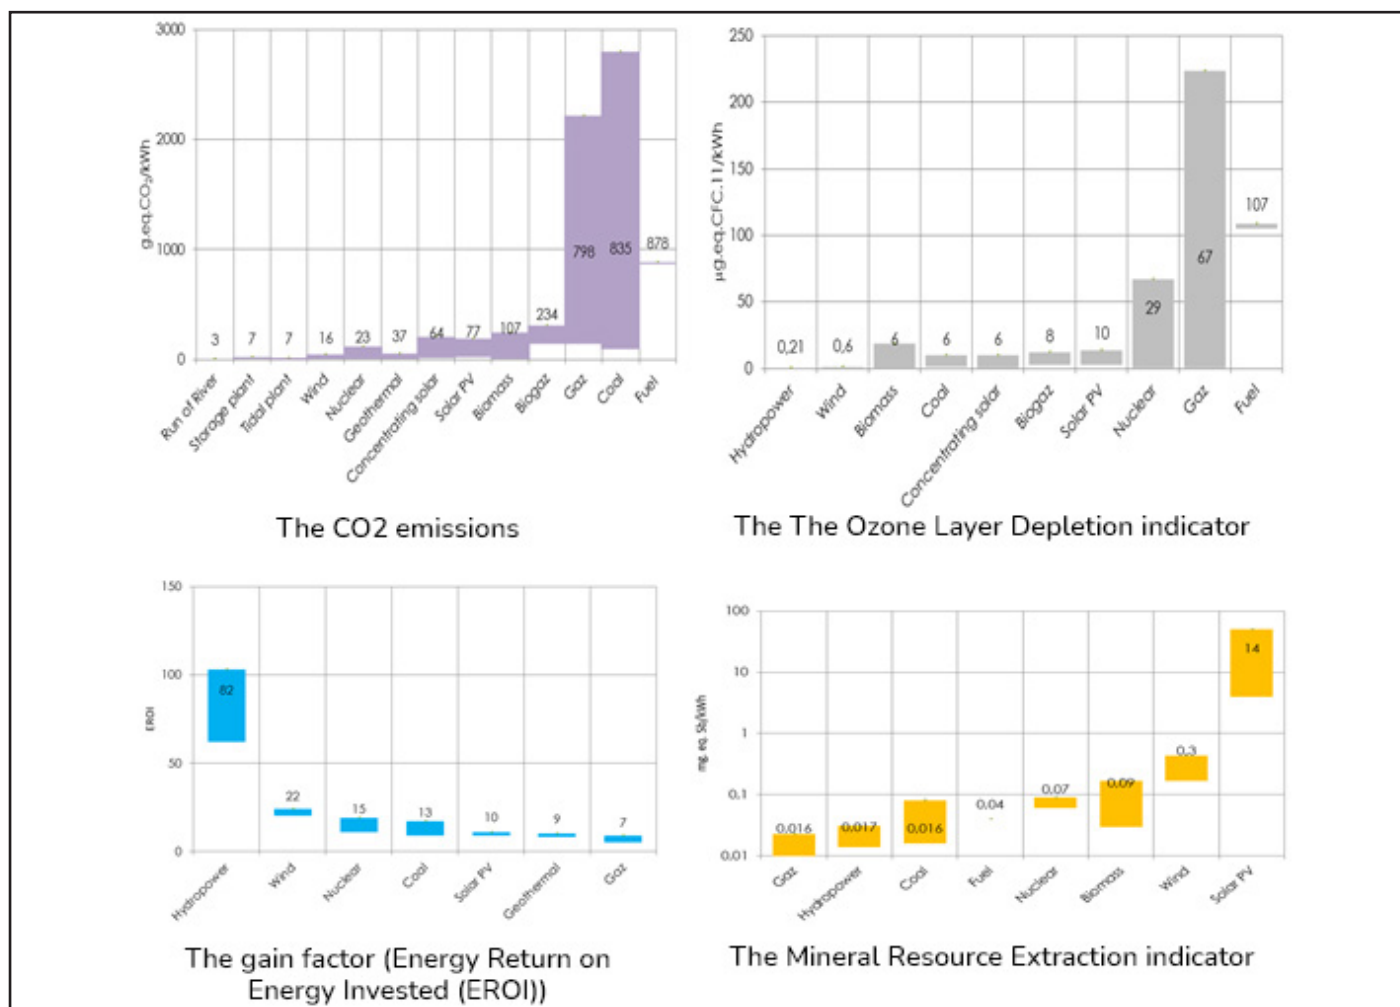 3000
2000
1000
0
g.eq.CO₂/kWh
3 7 7 16 23 37 64 77 107 234 798 835 878
Run of River
Storage plant
Tidal plant
Wind
Nuclear
Geothermal
Concentrating solar
Solar PV
Biomass
Biogaz
Gaz
Coal
Fuel
The CO2 emissions
250
200
150
100
50
0
µg.eq.CFC.11/kWh
0,21 0,6 6 6 6 8 10 29 67 107
Hydropower
Wind
Biomass
Coal
Concentrating solar
Biogaz
Solar PV
Nuclear
Gaz
Fuel
The The Ozone Layer Depletion indicator
150
100
50
0
EROI
82 22 15 13 10 9 7
Hydropower
Wind
Nuclear
Coal
Solar PV
Geothermal
Gaz
The gain factor (Energy Return on
Energy Invested (EROI))
100
10
1
0,1
0,01
mg. eq. Sb/kWh
0,016 0,017 0,016 0,04 0,07 0,09 0,3 14
Gaz
Hydropower
Coal
Fuel
Nuclear
Biomass
Wind
Solar PV
The Mineral Resource Extraction indicator